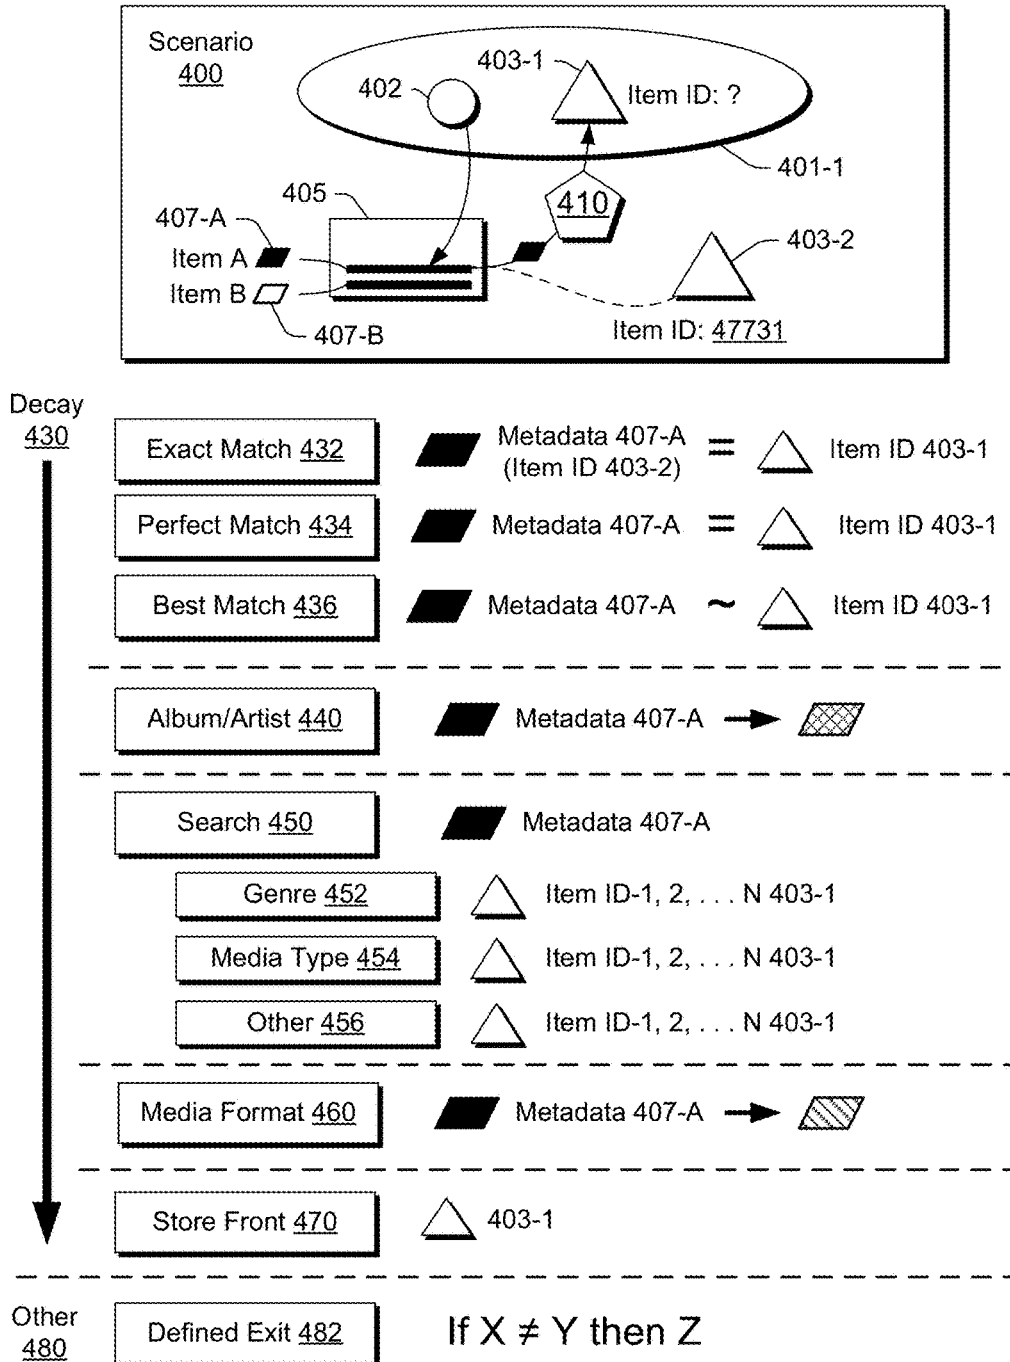 Scenario
400
403-1
402
Item ID: ?
401-1
405
410
407-A
403-2
Item A
Item B
407-B
Item ID: 47731
Decay
430
Exact Match 432
Metadata 407-A
(Item ID 403-2)
=
Item ID 403-1
Perfect Match 434
Metadata 407-A
=
Item ID 403-1
Best Match 436
Metadata 407-A
~
Item ID 403-1
Album/Artist 440
Metadata 407-A
Search 450
Metadata 407-A
Genre 452
Item ID-1, 2, . . . N 403-1
Media Type 454
Item ID-1, 2, . . . N 403-1
Other 456
Item ID-1, 2, . . . N 403-1
Media Format 460
Metadata 407-A
Store Front 470
403-1
Other
480
Defined Exit 482
If X ≠ Y then Z